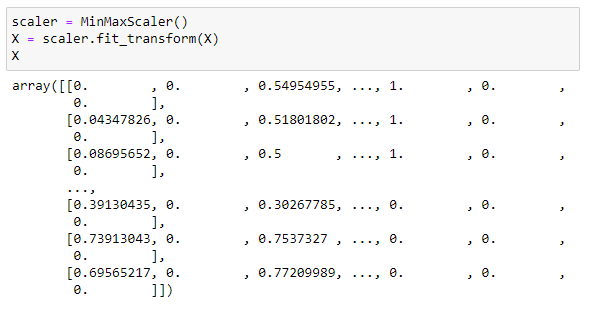 scaler = MinMaxScaler()
X = scaler.fit_transform(X)
X
array([[0.        , 0.        , 0.54954955, ..., 1.        , 0.        ,
        0.        ],
       [0.04347826, 0.        , 0.51801802, ..., 1.        , 0.        ,
        0.        ],
       [0.08695652, 0.        , 0.5       , ..., 1.        , 0.        ,
        0.        ],
       ...,
       [0.39130435, 0.        , 0.30267785, ..., 0.        , 0.        ,
        0.        ],
       [0.73913043, 0.        , 0.7537327 , ..., 0.        , 0.        ,
        0.        ],
       [0.69565217, 0.        , 0.77209989, ..., 0.        , 0.        ,
        0.        ]])